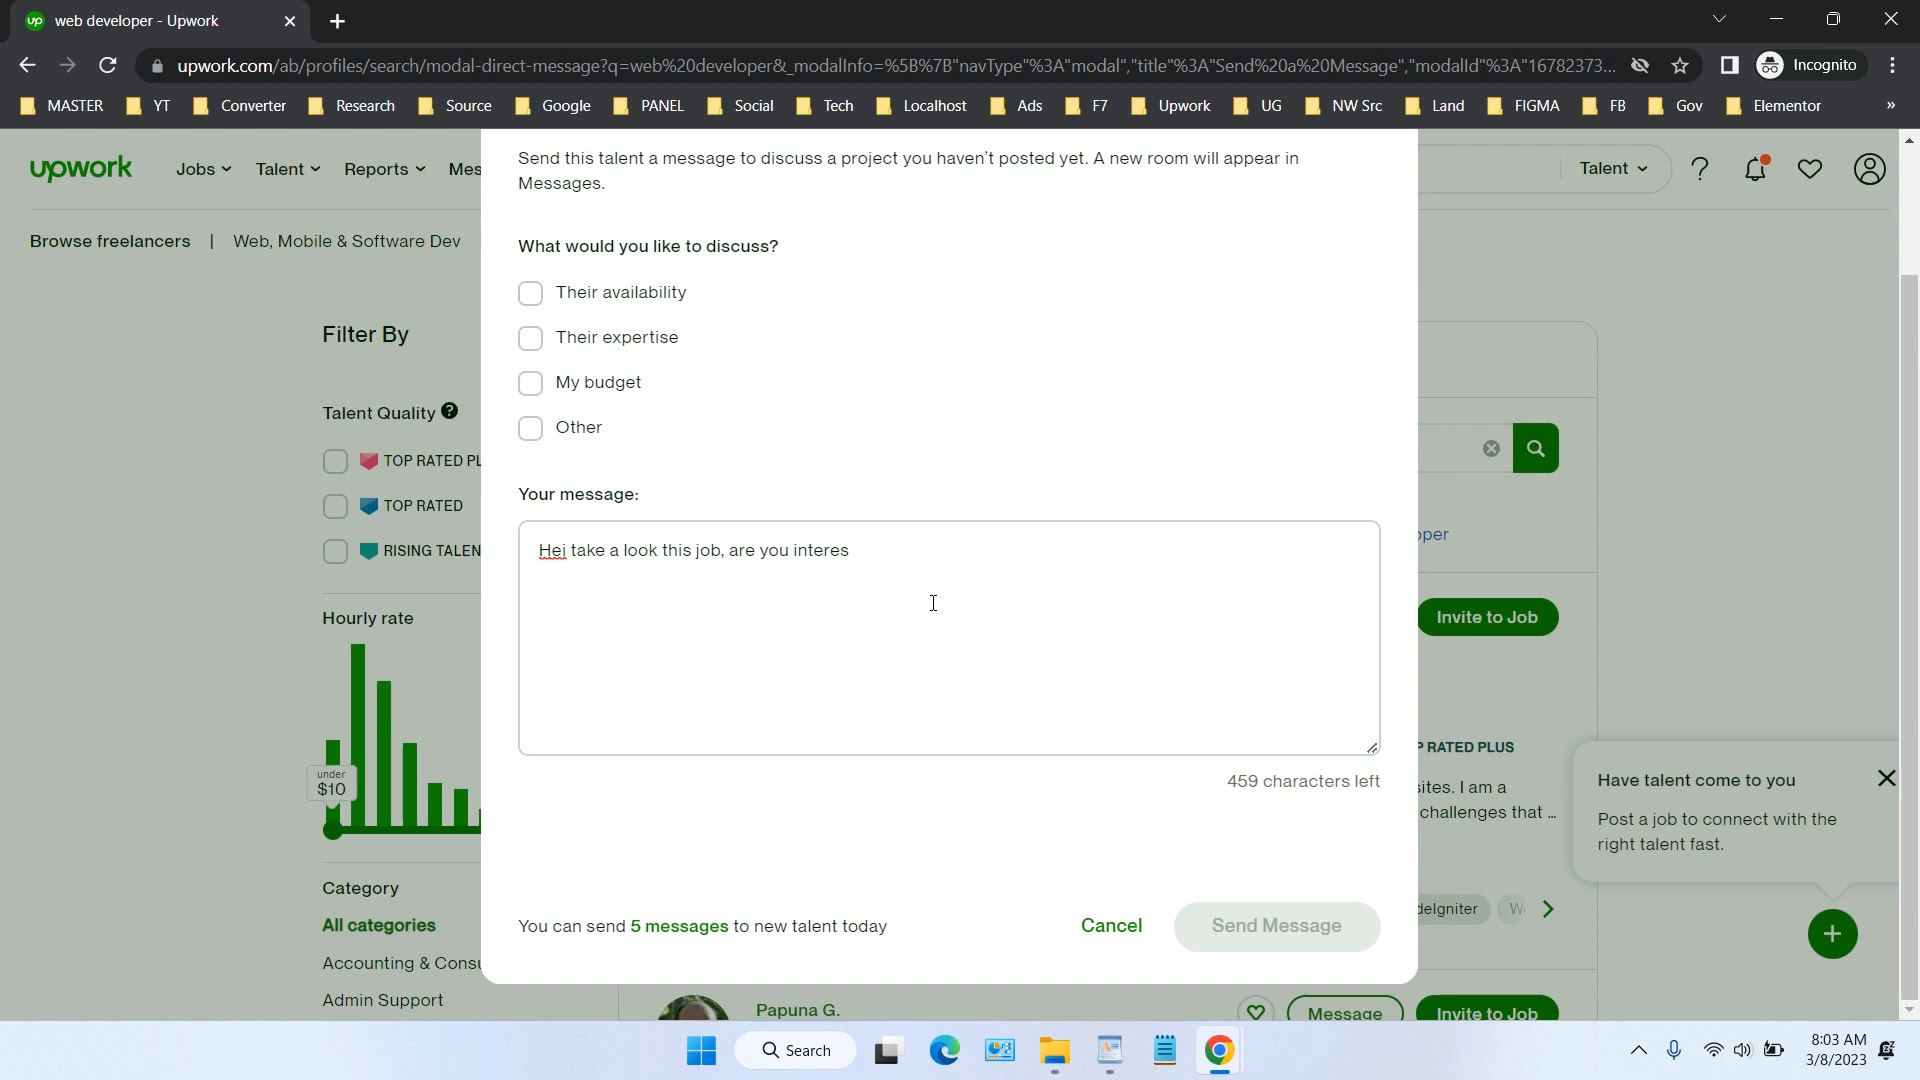 web developer - Upwork
upwork.com/ab/profiles/search/modal-direct-message?q=web%20developer&_modalInfo=%5B%7B"navType"%3A"modal","title"%3A"Send%20a%20Message","modalId"%3A"16782373...
Incognito
MASTER YT Converter Research Source Google PANEL Social Tech Localhost Ads F7 Upwork UG NW Src Land FIGMA FB Gov Elementor »
upwork Jobs Talent Reports Mes Talent
Send this talent a message to discuss a project you haven't posted yet. A new room will appear in
Messages.
Browse freelancers | Web, Mobile & Software Dev
What would you like to discuss?
Their availability
Their expertise
My budget
Other
Filter By
Talent Quality
TOP RATED PL
TOP RATED
RISING TALEN
Your message:
Hei take a look this job, are you interes
459 characters left
oper
Invite to Job
Hourly rate
under
$10
P RATED PLUS
sites. I am a
challenges that ...
Have talent come to you
Post a job to connect with the
right talent fast.
Category
All categories
Accounting & Consu
Admin Support
You can send 5 messages to new talent today
Cancel
Send Message
deIgniter
W
Papuna G.
Message
Invite to Job
Search
8:03 AM
3/8/2023